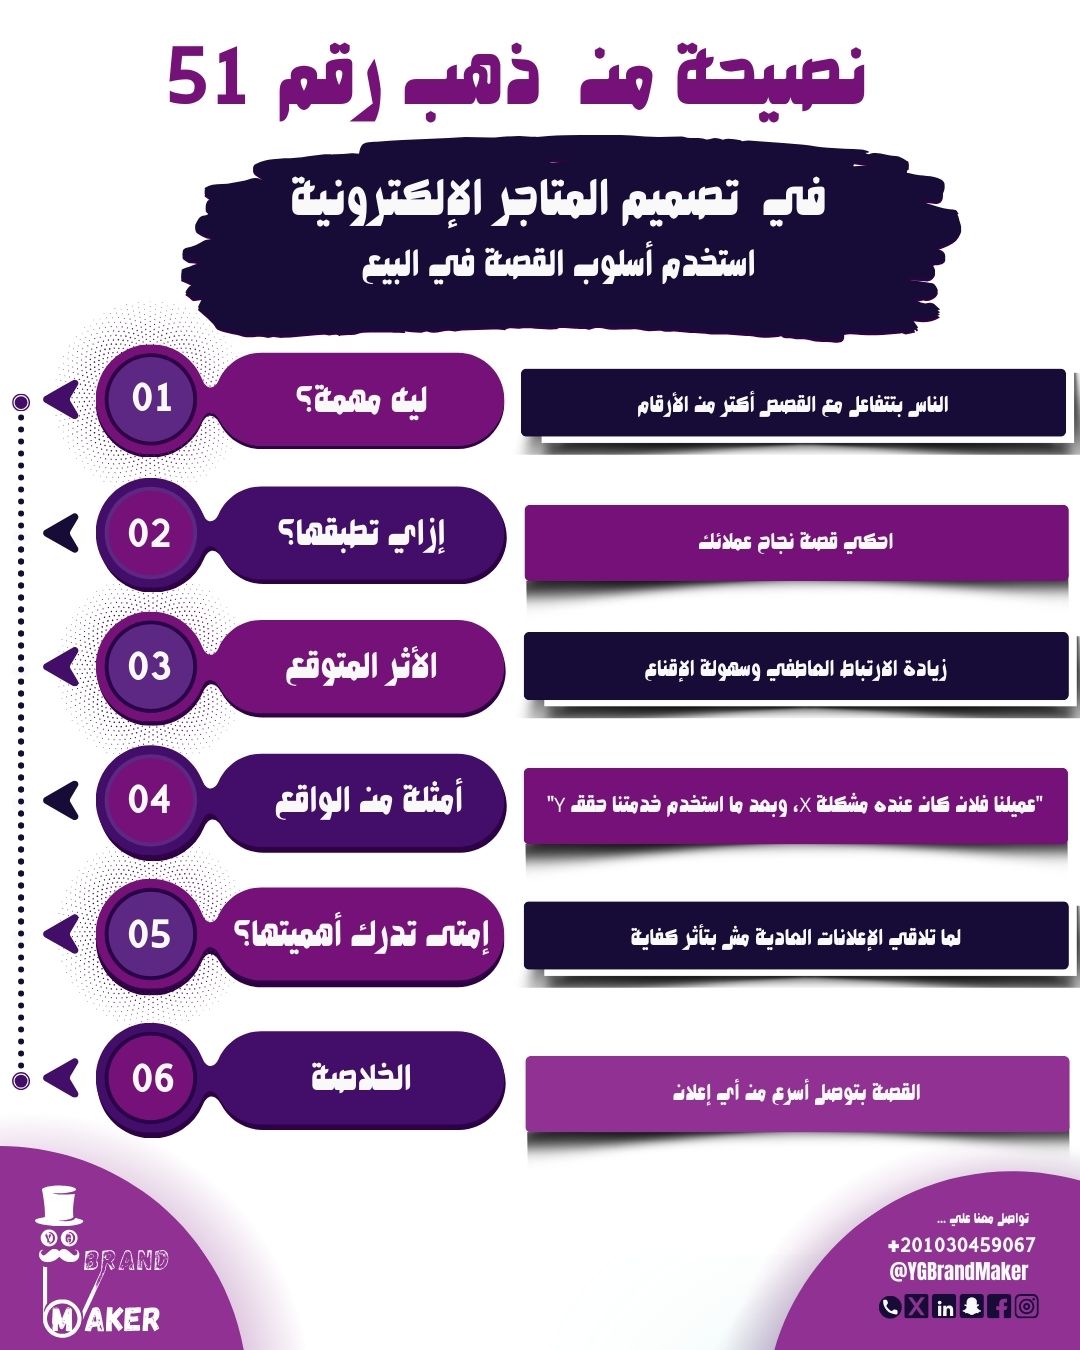 نصيحة من ذهب رقم 51
في تصميم المتاجر الإلكترونية
استخدم أسلوب القصة في البيع
01
ليه مهمة؟
الناس بتتفاعل مع القصص أكتر من الأرقام
02
إزاي تطبقها؟
احكي قصة نجاح عملائك
03
الأثر المتوقع
زيادة الارتباط العاطفي وسهولة الإقناع
04
أمثلة من الواقع
"عميلنا فلان كان عنده مشكلة X، وبعد ما استخدم خدمتنا حقق Y"
05
إمتى تدرك أهميتها؟
لما تلاقي الإعلانات العادية مش بتأثر كفاية
06
الخلاصة
القصة بتوصل أسرع من أي إعلان
BRAND
MAKER
تواصل معنا علي ...
+201030459067
@YGBrandMaker